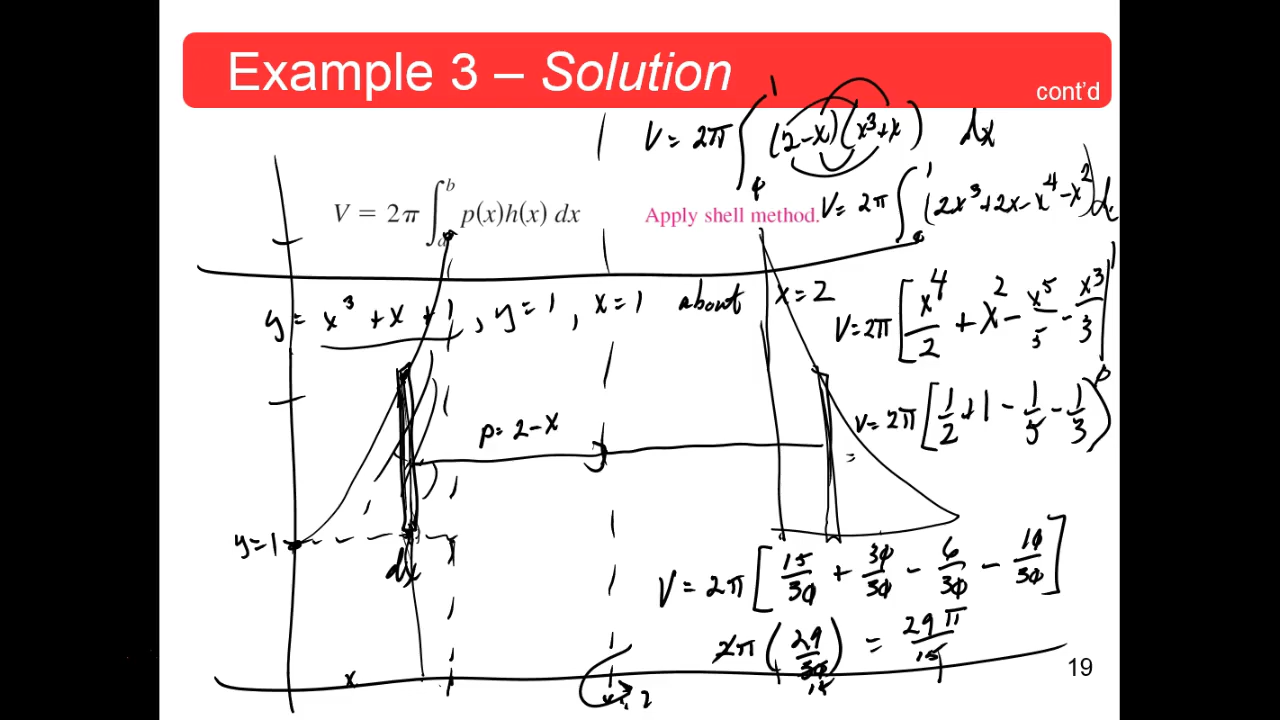 Example 3 – Solution
cont'd
V = 2π ∫₀¹ (2-x)(x³+x) dx
V = 2π ∫ₐᵇ p(x)h(x) dx
Apply shell method.
V = 2π ∫₀¹ (2x³+2x-x⁴-x²) dx
y = x³ + x + 1, y = 1, x = 1 about x = 2
V = 2π [x⁴/2 + x² - x⁵/5 - x³/3]₀¹
V = 2π [1/2 + 1 - 1/5 - 1/3)
p = 2-x
y = 1
dx
V = 2π [15/30 + 30/30 - 6/30 - 10/30]
2π (29/30) = 29π/15
15
x
2
19